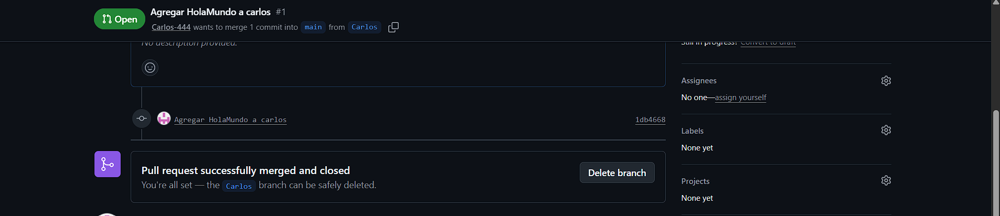 Open
Agregar HolaMundo a carlos #1
Carlos-444 wants to merge 1 commit into main from Carlos
No description provided.
Still in progress? Convert to draft
Assignees
No one—assign yourself
Agregar HolaMundo a carlos
1db4668
Labels
None yet
Pull request successfully merged and closed
You're all set — the Carlos branch can be safely deleted.
Delete branch
Projects
None yet